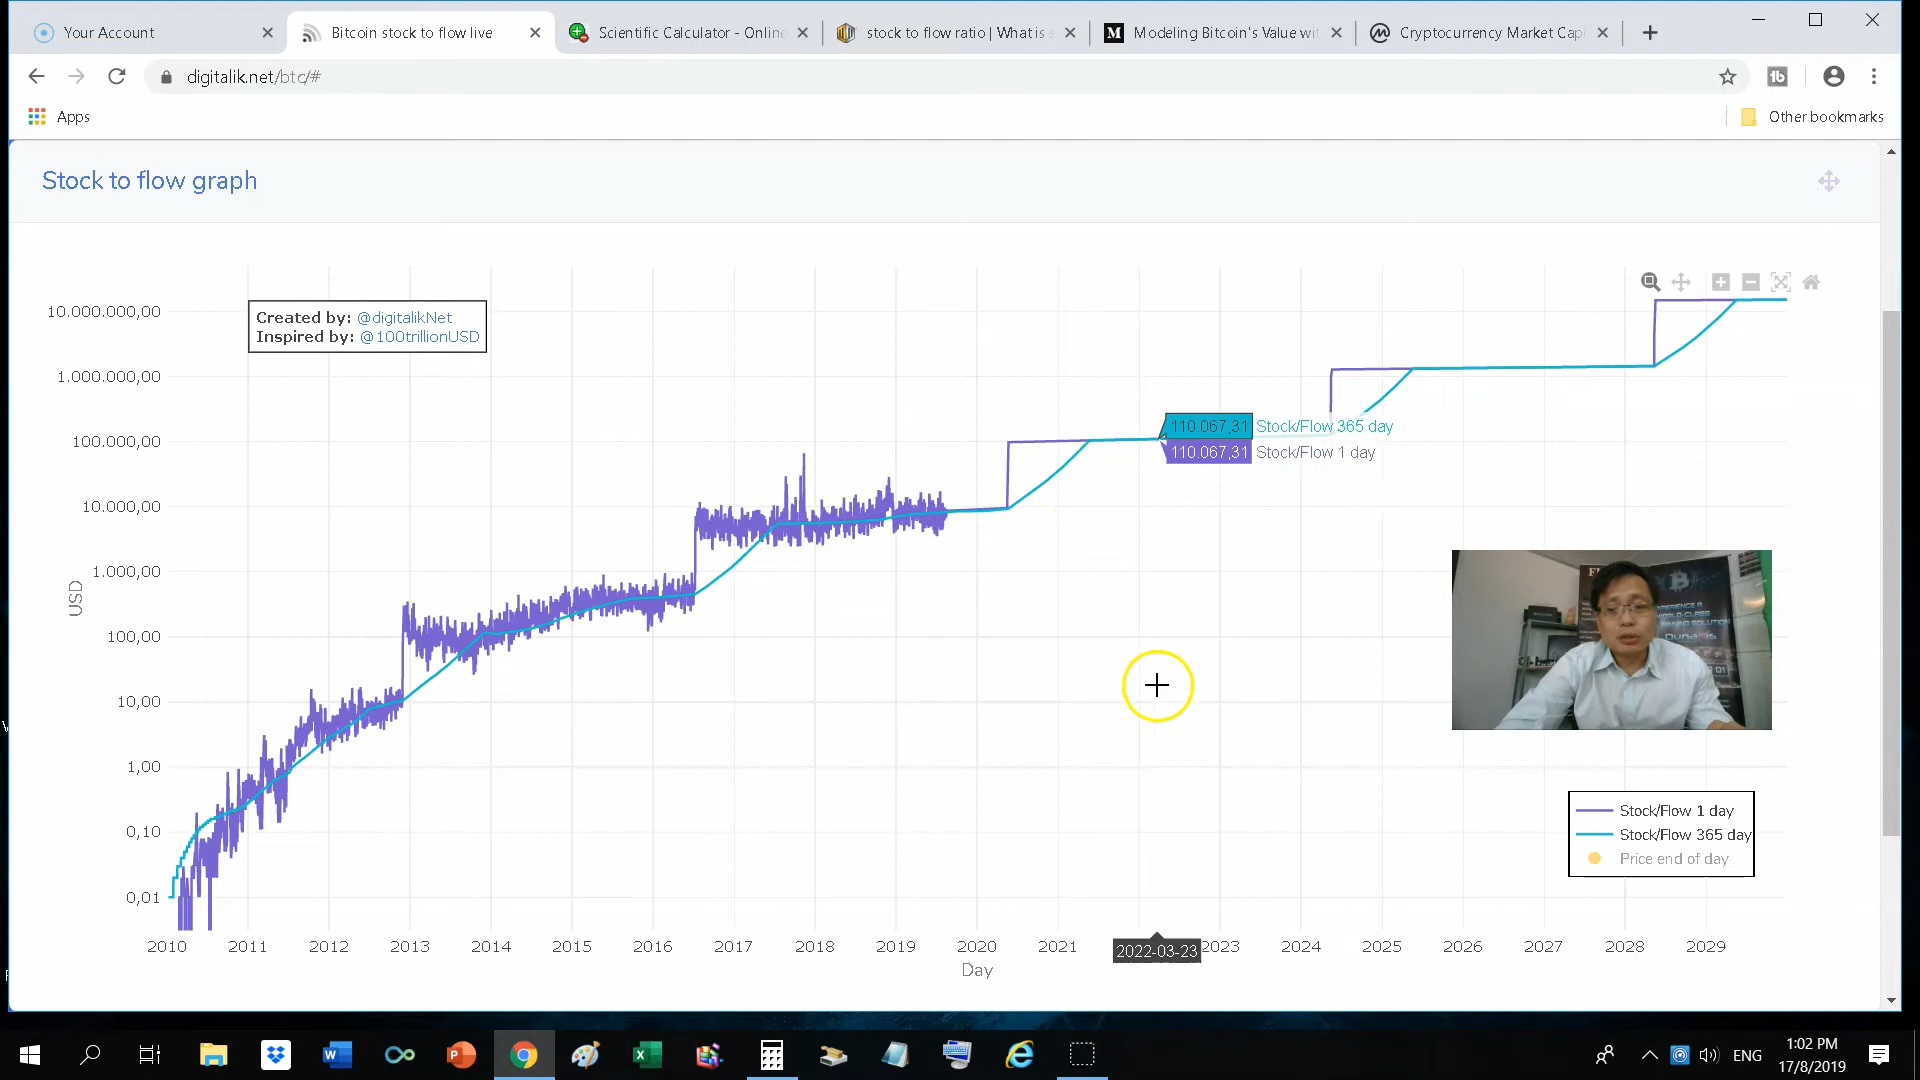 Your Account
Bitcoin stock to flow live
Scientific Calculator - Online
stock to flow ratio | What is s
Modeling Bitcoin's Value wit
Cryptocurrency Market Capi
digitalik.net/btc/#
Apps
Other bookmarks
Stock to flow graph
Created by: @digitalikNet
Inspired by: @100trillionUSD
10.000.000,00
1.000.000,00
100.000,00
10.000,00
1.000,00
100,00
10,00
1,00
0,10
0,01
USD
110.067,31 Stock/Flow 365 day
110.067,31 Stock/Flow 1 day
EXPERIENCE A
WORLD-CLASS
Stock/Flow 1 day
Stock/Flow 365 day
Price end of day
2010 2011 2012 2013 2014 2015 2016 2017 2018 2019 2020 2021 2022-03-23 2023 2024 2025 2026 2027 2028 2029
Day
ENG
1:02 PM
17/8/2019